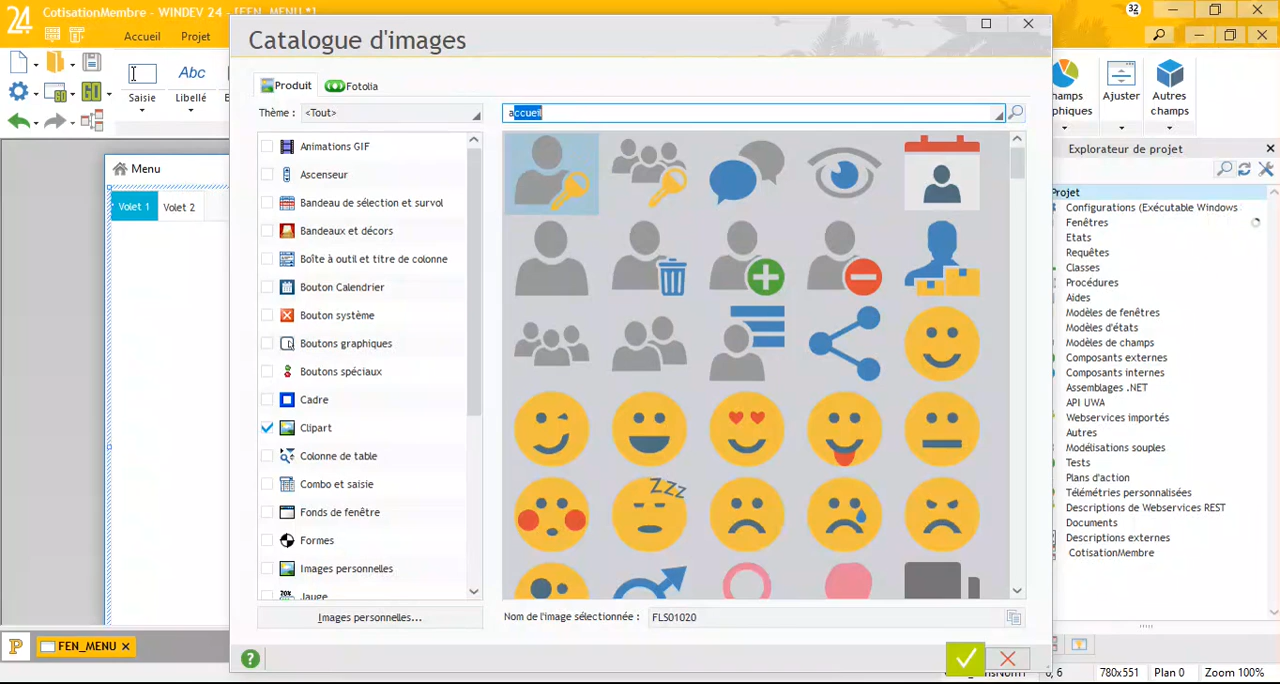 24
CotisationMembre - WINDEV 24 - [FEN_MENU *]
32
Accueil
Projet
Catalogue d'images
Abc
Saisie
Libellé
GO
GO
Ajuster
Autres champs
Produit
Fotolia
Thème :
<Tout>
accueil
Animations GIF
Ascenseur
Bandeau de sélection et survol
Bandeaux et décors
Boîte à outil et titre de colonne
Bouton Calendrier
Bouton système
Boutons graphiques
Boutons spéciaux
Cadre
Clipart
Colonne de table
Combo et saisie
Fonds de fenêtre
Formes
Images personnelles
Jauge
Images personnelles...
zzz
Nom de l'image sélectionnée :
FLS01020
Menu
Volet 1
Volet 2
Explorateur de projet
Projet
Configurations (Exécutable Windows
Fenêtres
Etats
Requêtes
Classes
Procédures
Aides
Modèles de fenêtres
Modèles d'états
Modèles de champs
Composants externes
Composants internes
Assemblages .NET
API UWA
Webservices importés
Autres
Modélisations souples
Tests
Plans d'action
Télémétries personnalisées
Descriptions de Webservices REST
Documents
Descriptions externes
CotisationMembre
P
FEN_MENU
780x551
Plan 0
Zoom 100%